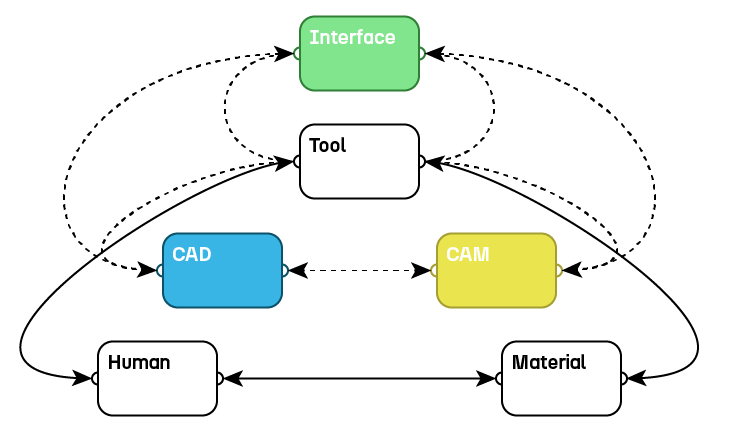 Interface
Tool
CAD
CAM
Human
Material